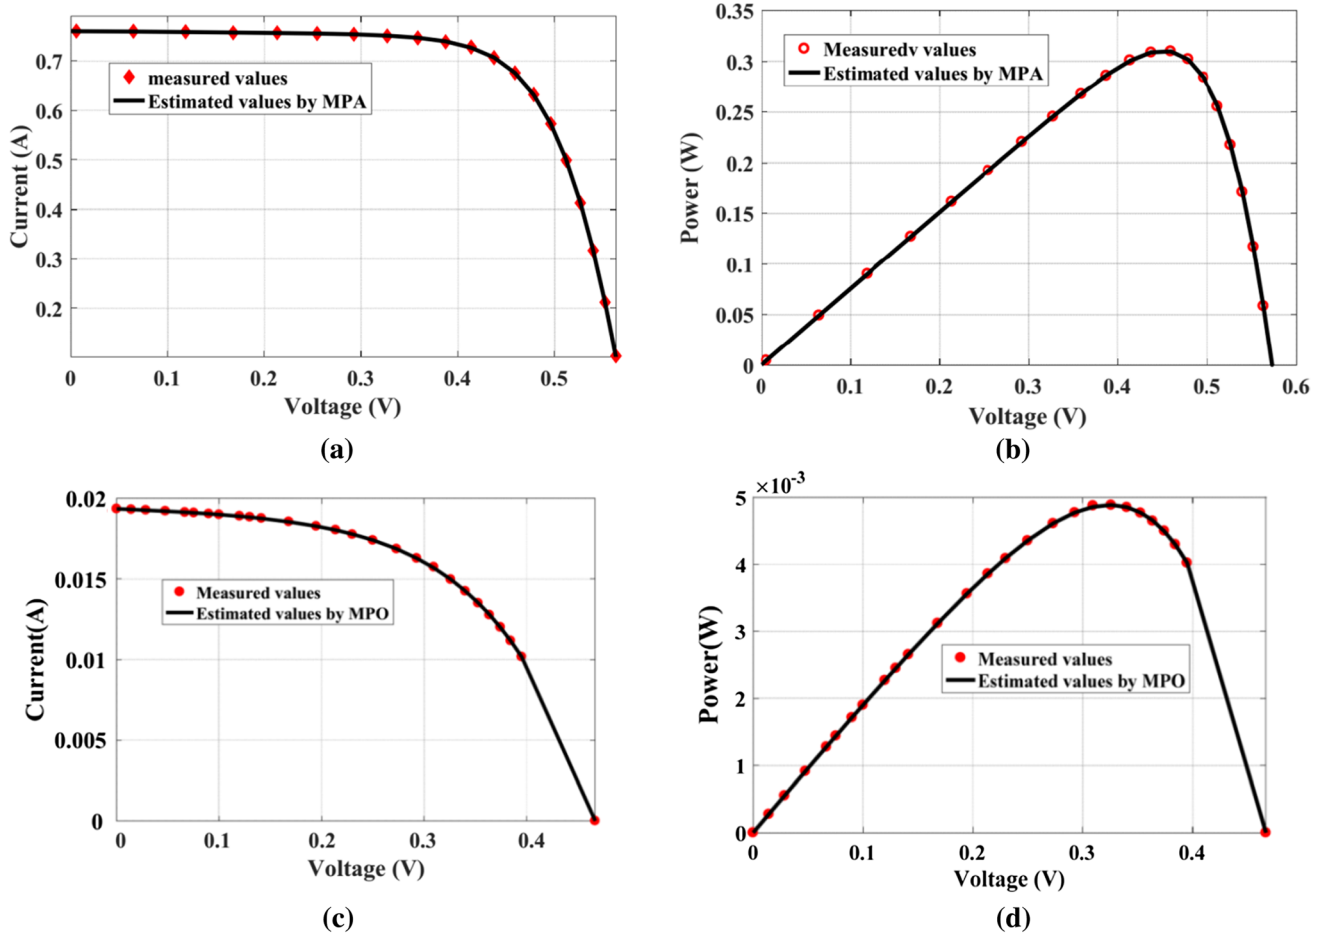 0.7
0.6
0.5
0.4
0.3
0.2
Current (A)
measured values
Estimated values by MPA
0
0.1
0.2
0.3
0.4
0.5
Voltage (V)
(a)
0.35
0.3
0.25
0.2
0.15
0.1
0.05
0
Power (W)
Measuredv values
Estimated values by MPA
0
0.1
0.2
0.3
0.4
0.5
0.6
Voltage (V)
(b)
0.02
0.015
0.01
0.005
0
Current(A)
Measured values
Estimated values by MPO
0
0.1
0.2
0.3
0.4
Voltage (V)
(c)
×10-3
5
4
3
2
1
0
Power(W)
Measured values
Estimated values by MPO
0
0.1
0.2
0.3
0.4
Voltage (V)
(d)